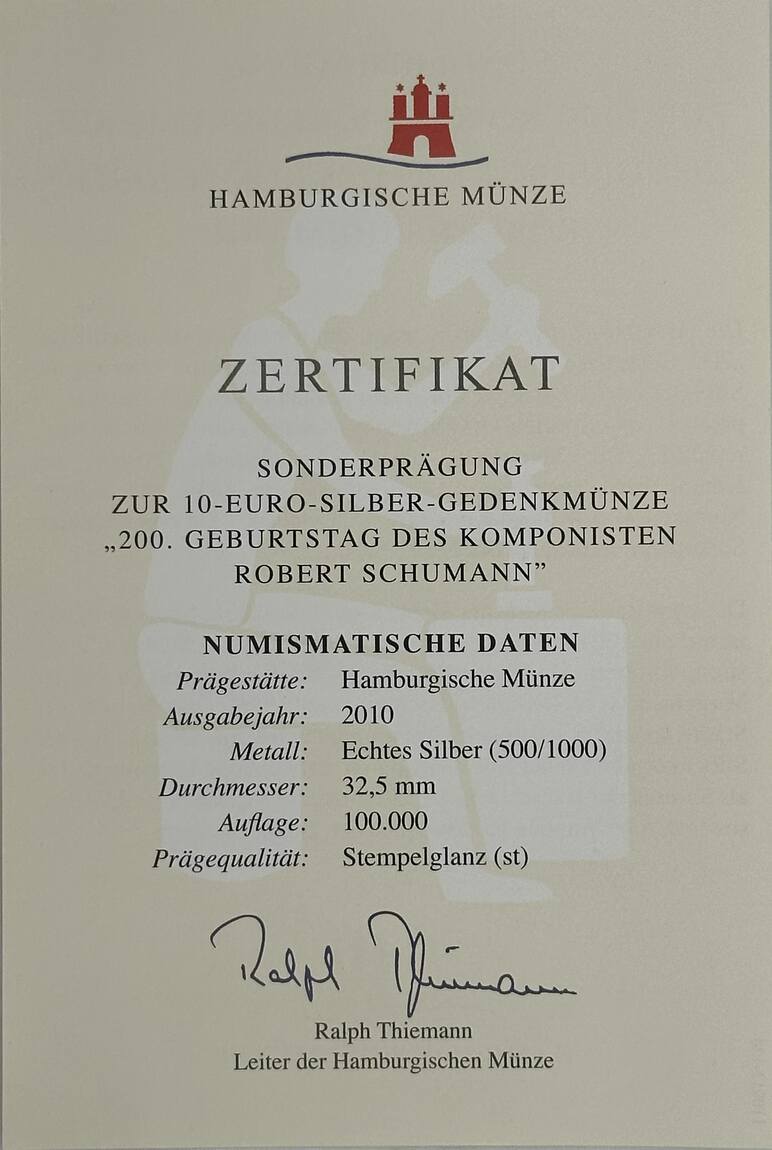 HAMBURGISCHE MÜNZE
ZERTIFIKAT
SONDERPRÄGUNG
ZUR 10-EURO-SILBER-GEDENKMÜNZE
„200. GEBURTSTAG DES KOMPONISTEN
ROBERT SCHUMANN”
NUMISMATISCHE DATEN
Prägestätte: Hamburgische Münze
Ausgabejahr: 2010
Metall: Echtes Silber (500/1000)
Durchmesser: 32,5 mm
Auflage: 100.000
Prägequalität: Stempelglanz (st)
Ralph Thiemann
Ralph Thiemann
Leiter der Hamburgischen Münze